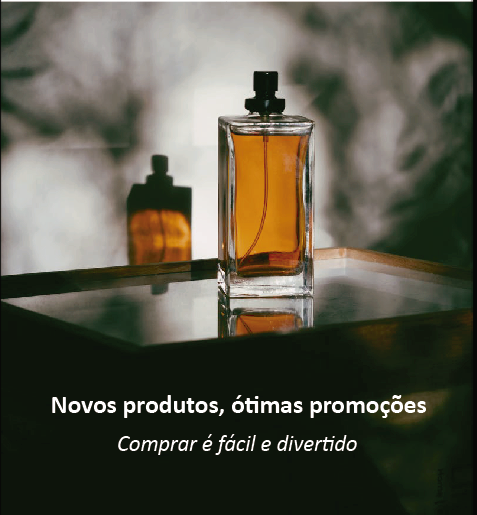 Novos produtos, ótimas promoções
Comprar é fácil e divertido